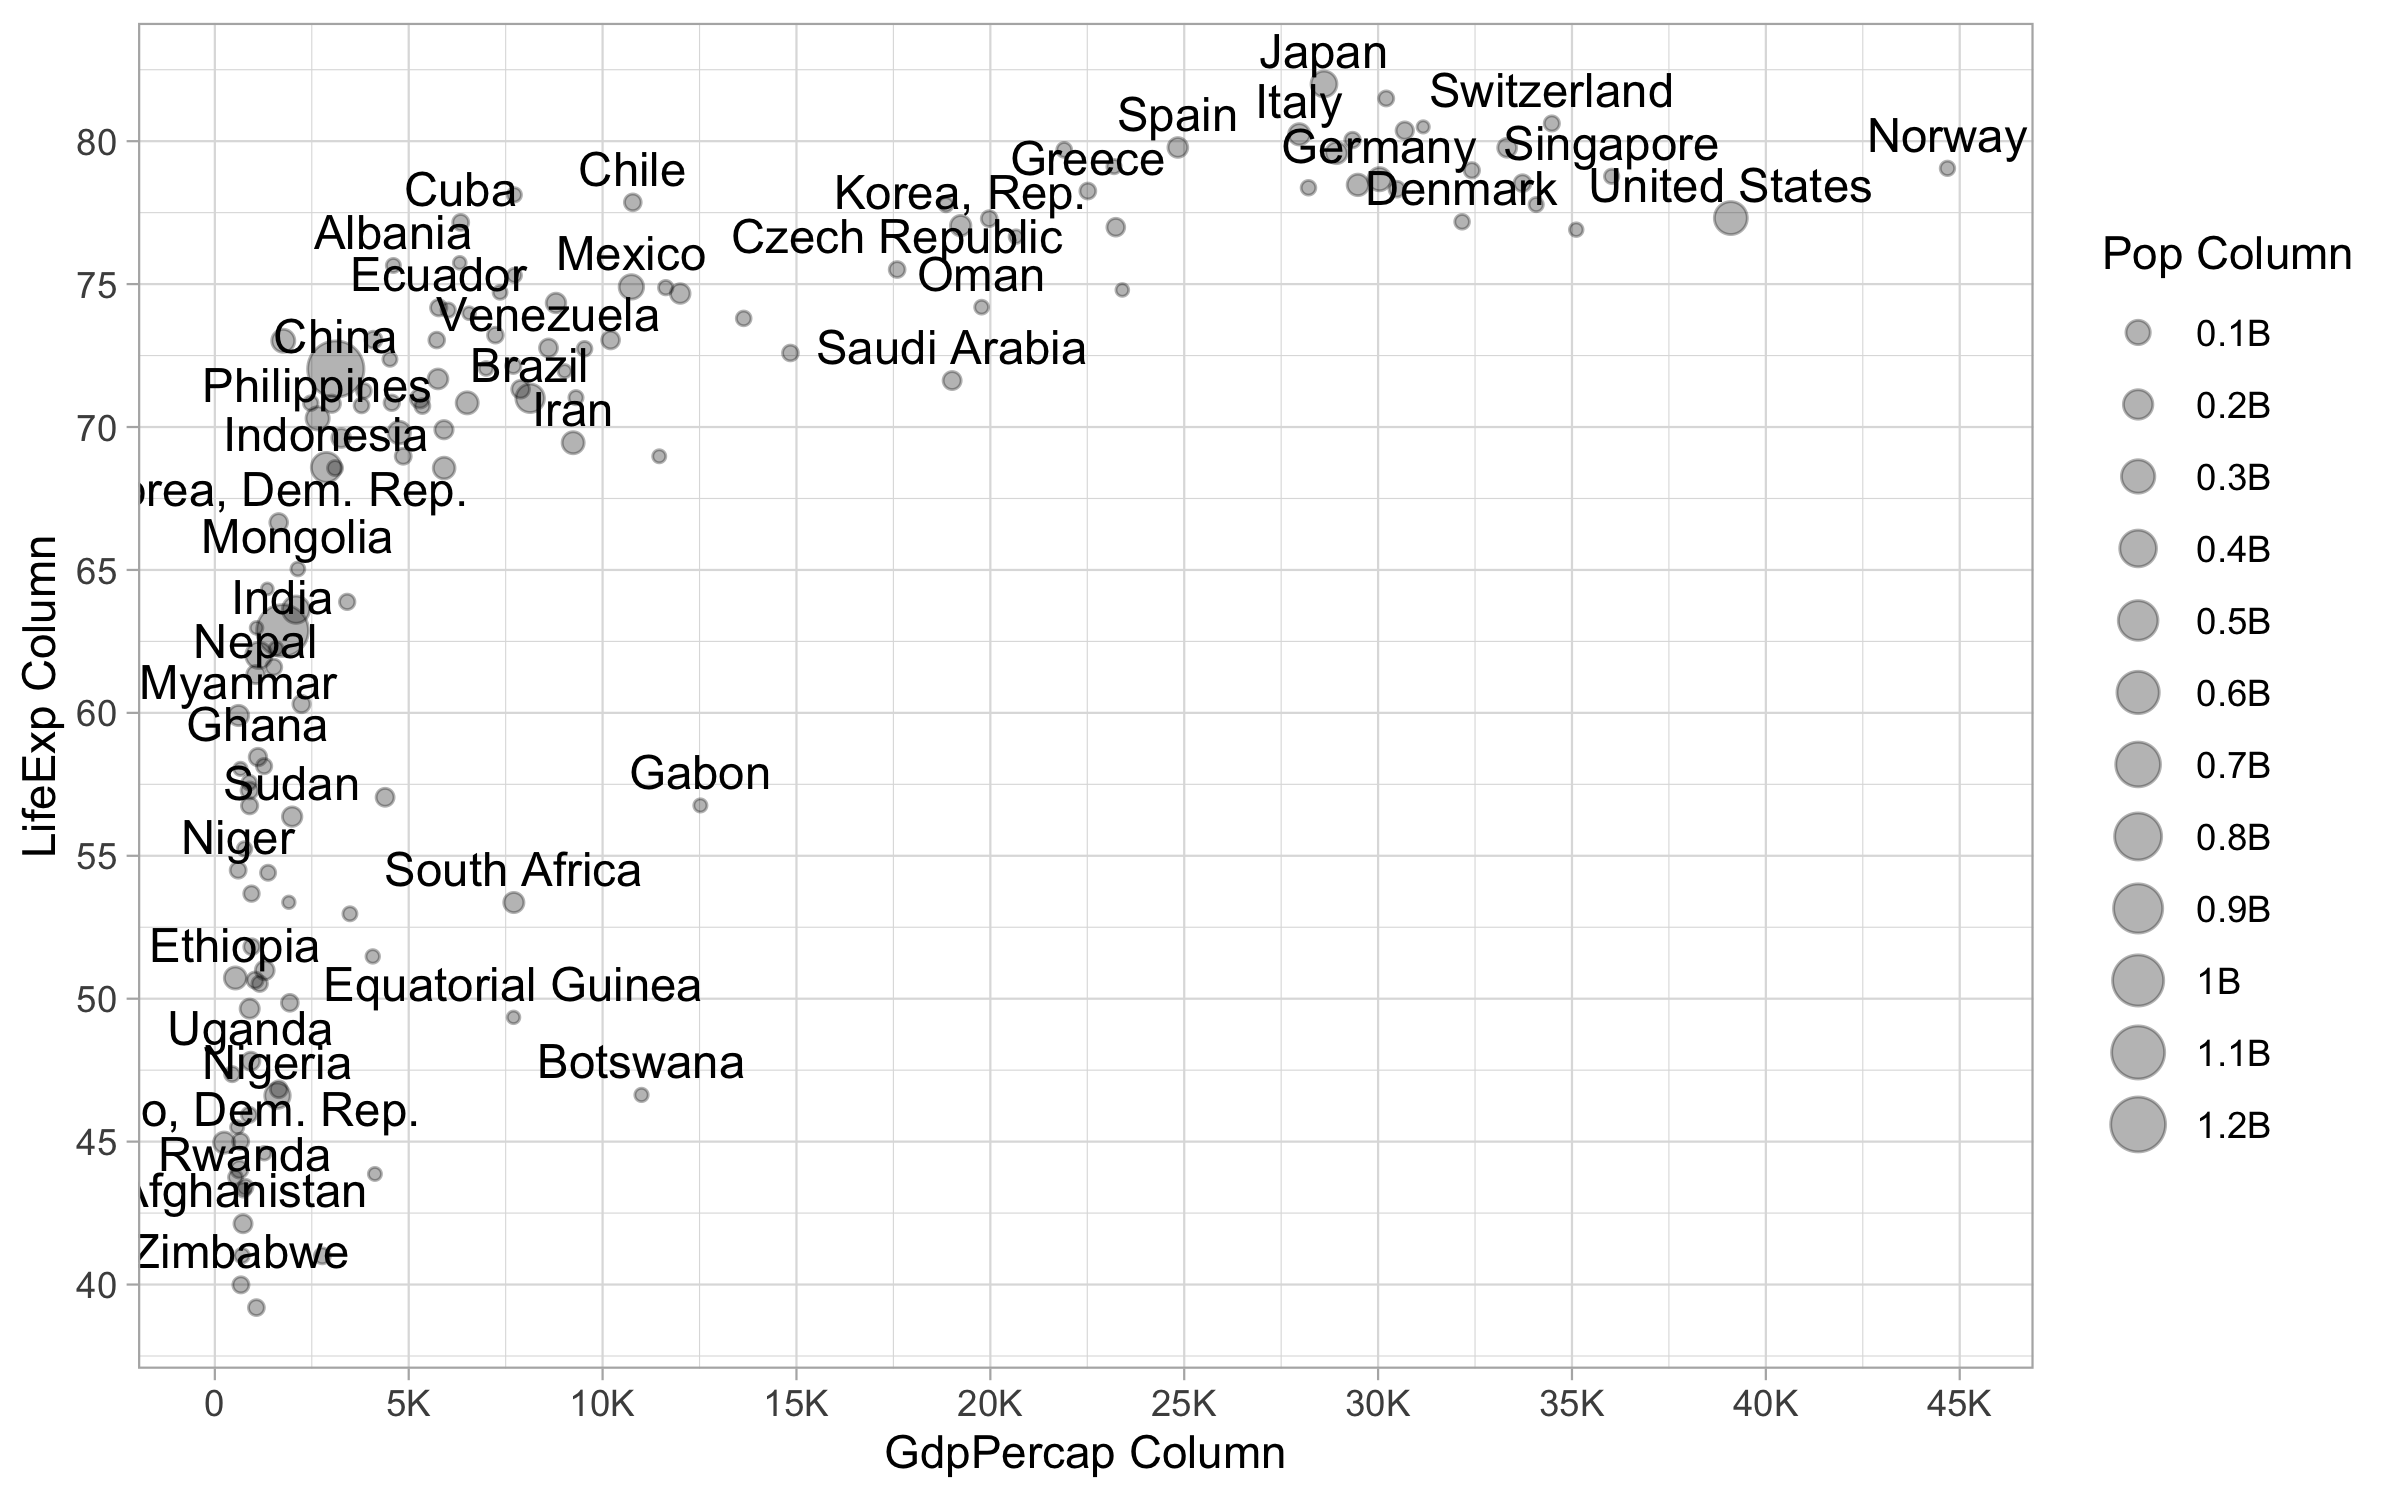 Japan
Italy
Switzerland
Spain
Norway
Germany
Singapore
Greece
Chile
Cuba
Korea, Rep.
Denmark
United States
Albania
Czech Republic
Mexico
Ecuador
Oman
Venezuela
China
Saudi Arabia
Brazil
Philippines
Iran
Indonesia
orea, Dem. Rep.
Mongolia
India
Nepal
Myanmar
Ghana
Sudan
Gabon
Niger
South Africa
Ethiopia
Equatorial Guinea
Uganda
Nigeria
Botswana
o, Dem. Rep.
Rwanda
Afghanistan
Zimbabwe
80
75
70
65
60
55
50
45
40
LifeExp Column
0 5K 10K 15K 20K 25K 30K 35K 40K 45K
GdpPercap Column
Pop Column
0.1B
0.2B
0.3B
0.4B
0.5B
0.6B
0.7B
0.8B
0.9B
1B
1.1B
1.2B